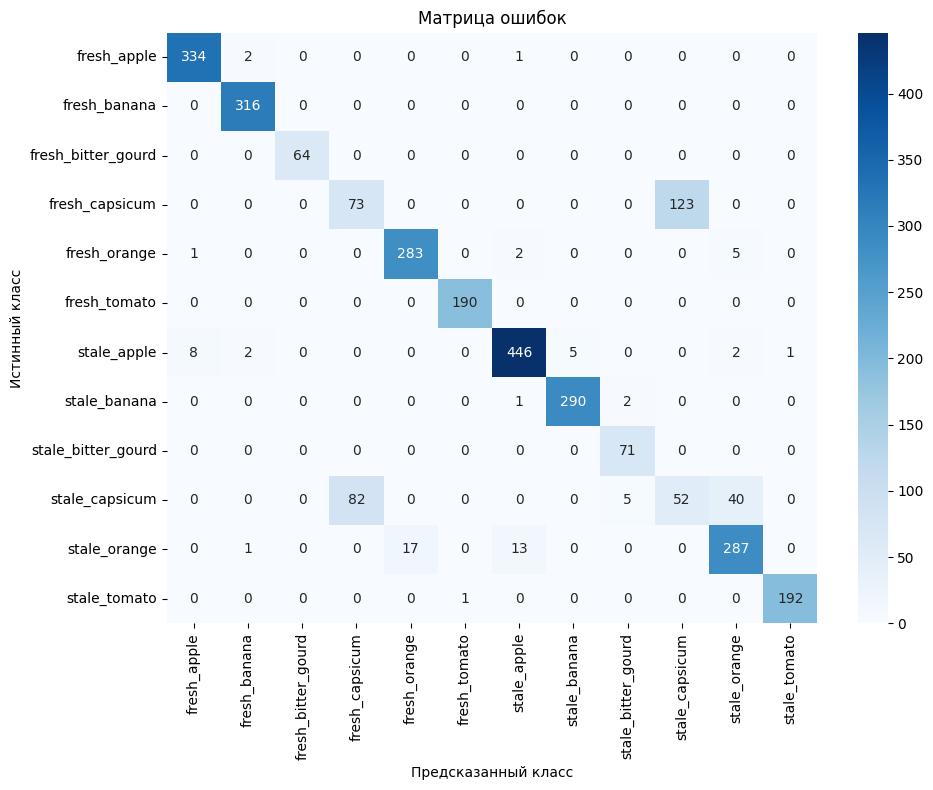 Матрица ошибок
fresh_apple 334 2 0 0 0 0 1 0 0 0 0 0
fresh_banana 0 316 0 0 0 0 0 0 0 0 0 0
fresh_bitter_gourd 0 0 64 0 0 0 0 0 0 0 0 0
fresh_capsicum 0 0 0 73 0 0 0 0 0 123 0 0
fresh_orange 1 0 0 0 283 0 2 0 0 0 5 0
fresh_tomato 0 0 0 0 0 190 0 0 0 0 0 0
stale_apple 8 2 0 0 0 0 446 5 0 0 2 1
stale_banana 0 0 0 0 0 0 1 290 2 0 0 0
stale_bitter_gourd 0 0 0 0 0 0 0 0 71 0 0 0
stale_capsicum 0 0 0 82 0 0 0 0 5 52 40 0
stale_orange 0 1 0 0 17 0 13 0 0 0 287 0
stale_tomato 0 0 0 0 0 1 0 0 0 0 0 192
Истинный класс
fresh_apple
fresh_banana
fresh_bitter_gourd
fresh_capsicum
fresh_orange
fresh_tomato
stale_apple
stale_banana
stale_bitter_gourd
stale_capsicum
stale_orange
stale_tomato
Предсказанный класс
400
350
300
250
200
150
100
50
0